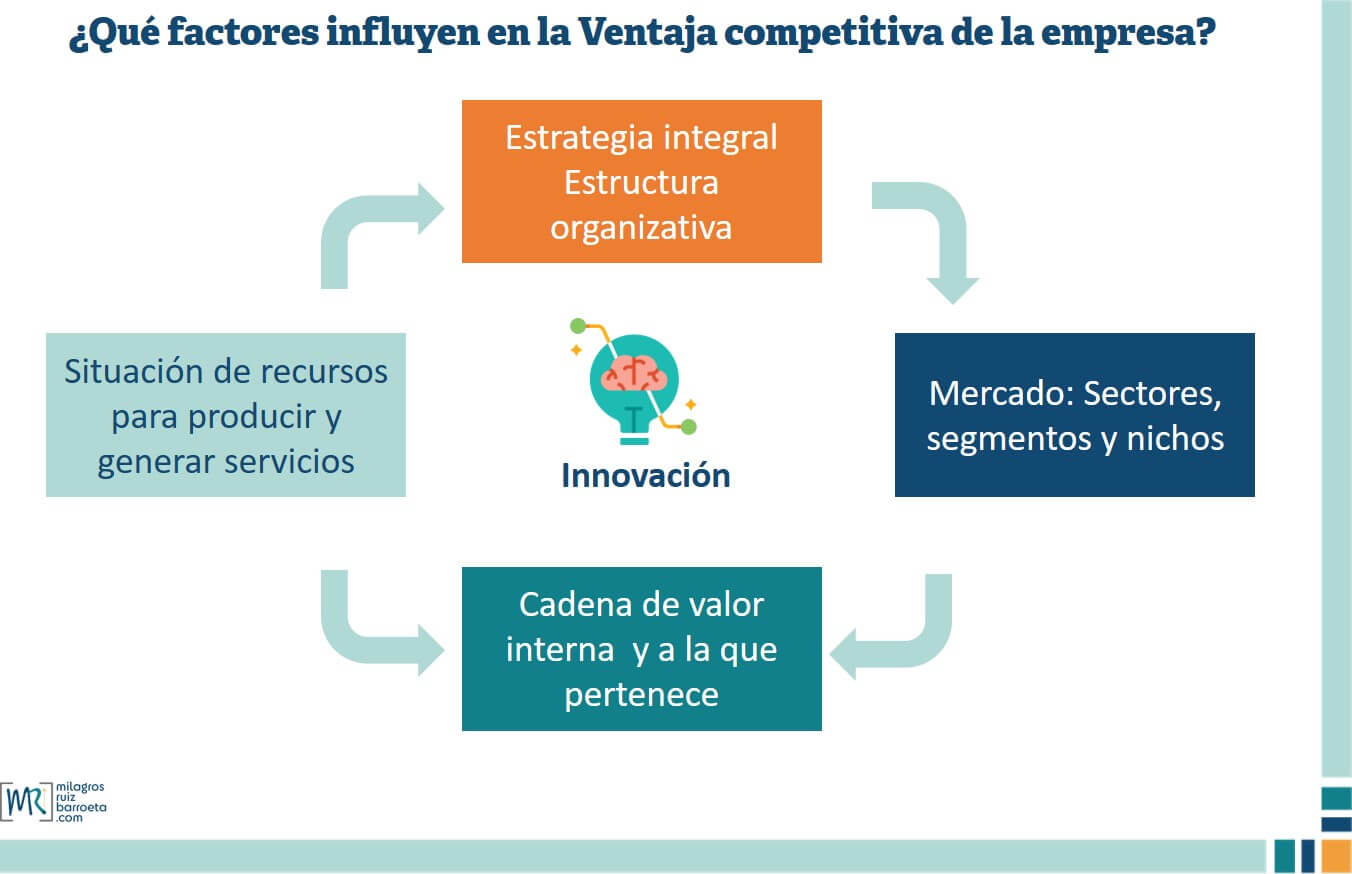 ¿Qué factores influyen en la Ventaja competitiva de la empresa?
Estrategia integral
Estructura
organizativa
Situación de recursos
para producir y
generar servicios
Innovación
Mercado: Sectores,
segmentos y nichos
Cadena de valor
interna y a la que
pertenece
MR
milagros
ruiz
barroeta
.com